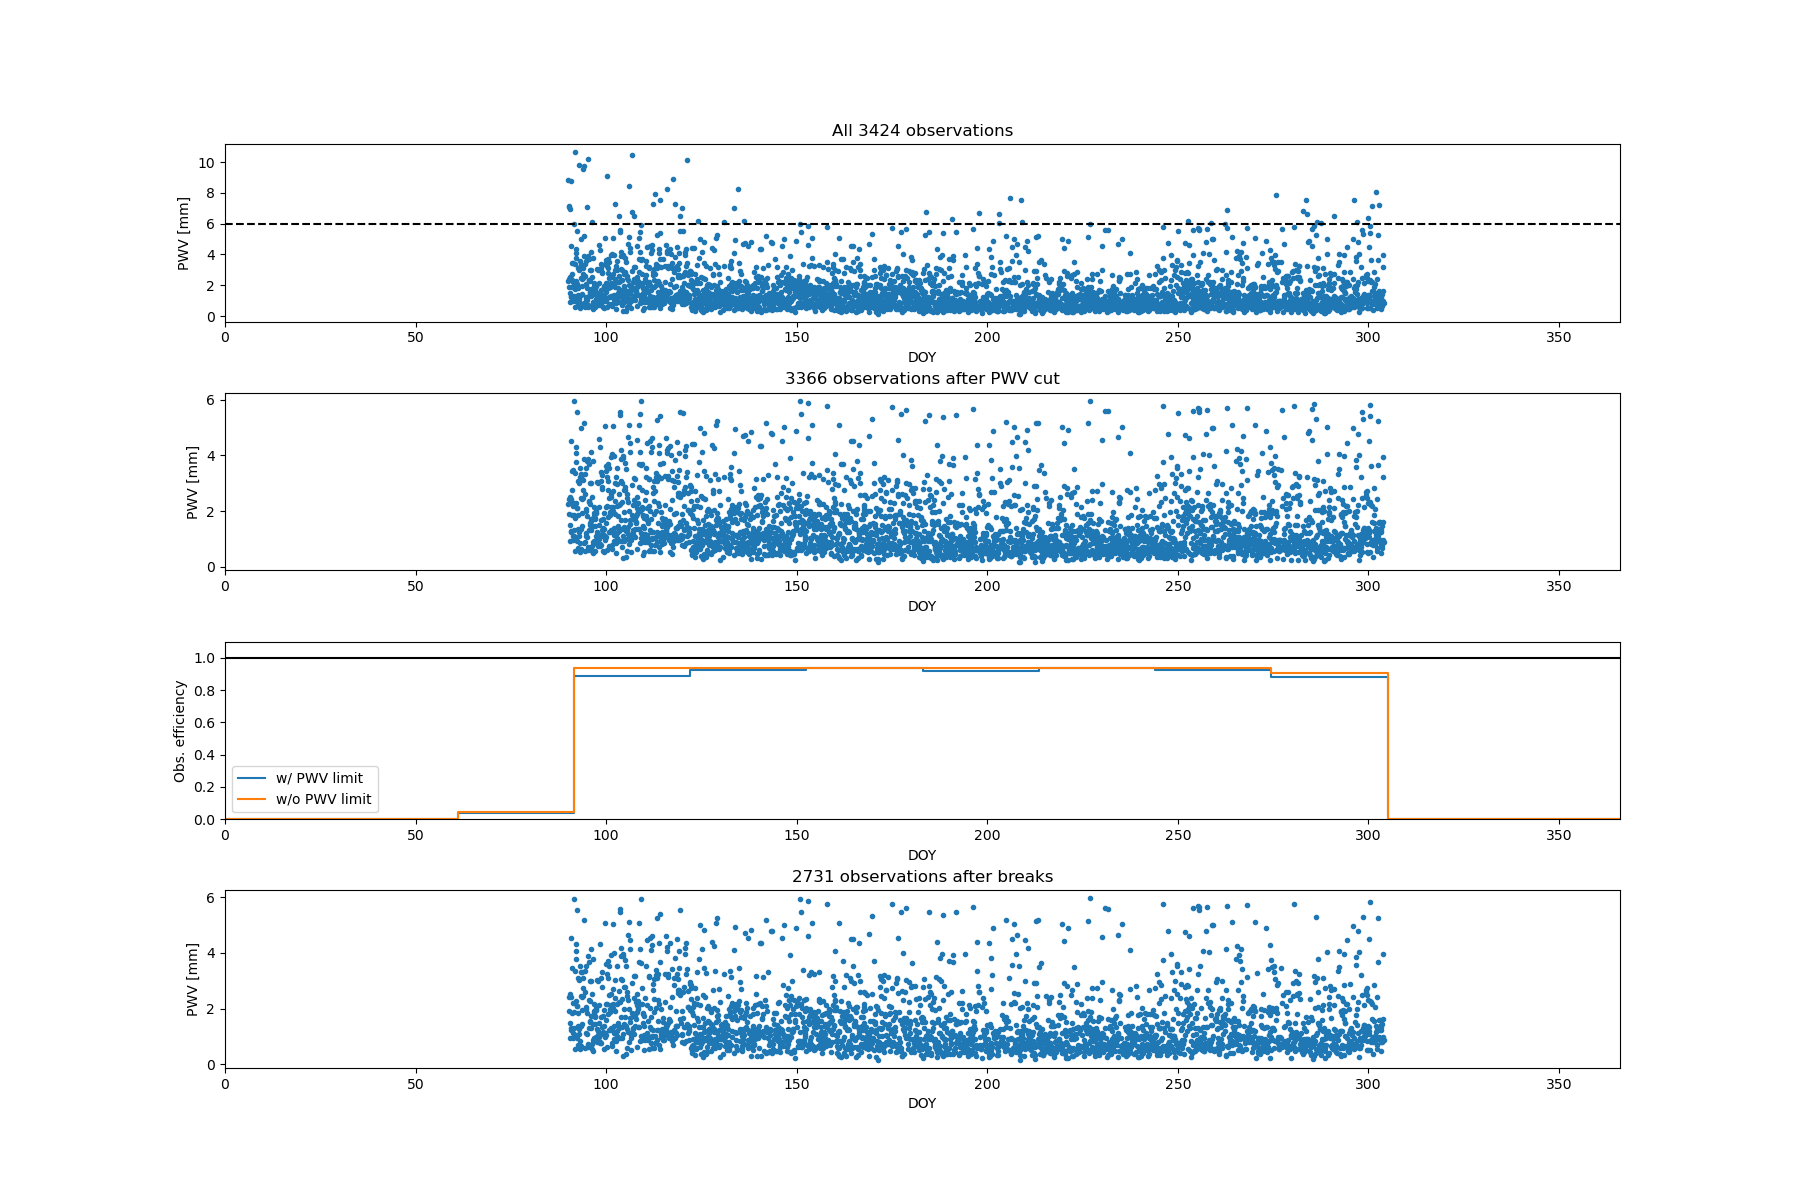 All 3424 observations
10
8
6
4
2
0
PWV [mm]
0 50 100 150 200 250 300 350
DOY
3366 observations after PWV cut
6
4
2
0
PWV [mm]
0 50 100 150 200 250 300 350
DOY
1.0
0.8
0.6
0.4
0.2
0.0
Obs. efficiency
w/ PWV limit
w/o PWV limit
0 50 100 150 200 250 300 350
DOY
2731 observations after breaks
6
4
2
0
PWV [mm]
0 50 100 150 200 250 300 350
DOY